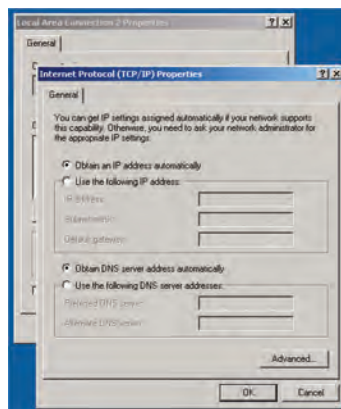 Local Area Connection 2 Properties
General
Internet Protocol (TCP/IP) Properties
General
You can get IP settings assigned automatically if your network supports
this capability. Otherwise, you need to ask your network administrator for
the appropriate IP settings.
Obtain an IP address automatically
Use the following IP address:
IP address:
Subnet mask:
Default gateway:
Obtain DNS server address automatically
Use the following DNS server addresses:
Preferred DNS server:
Alternate DNS server:
Advanced...
OK
Cancel